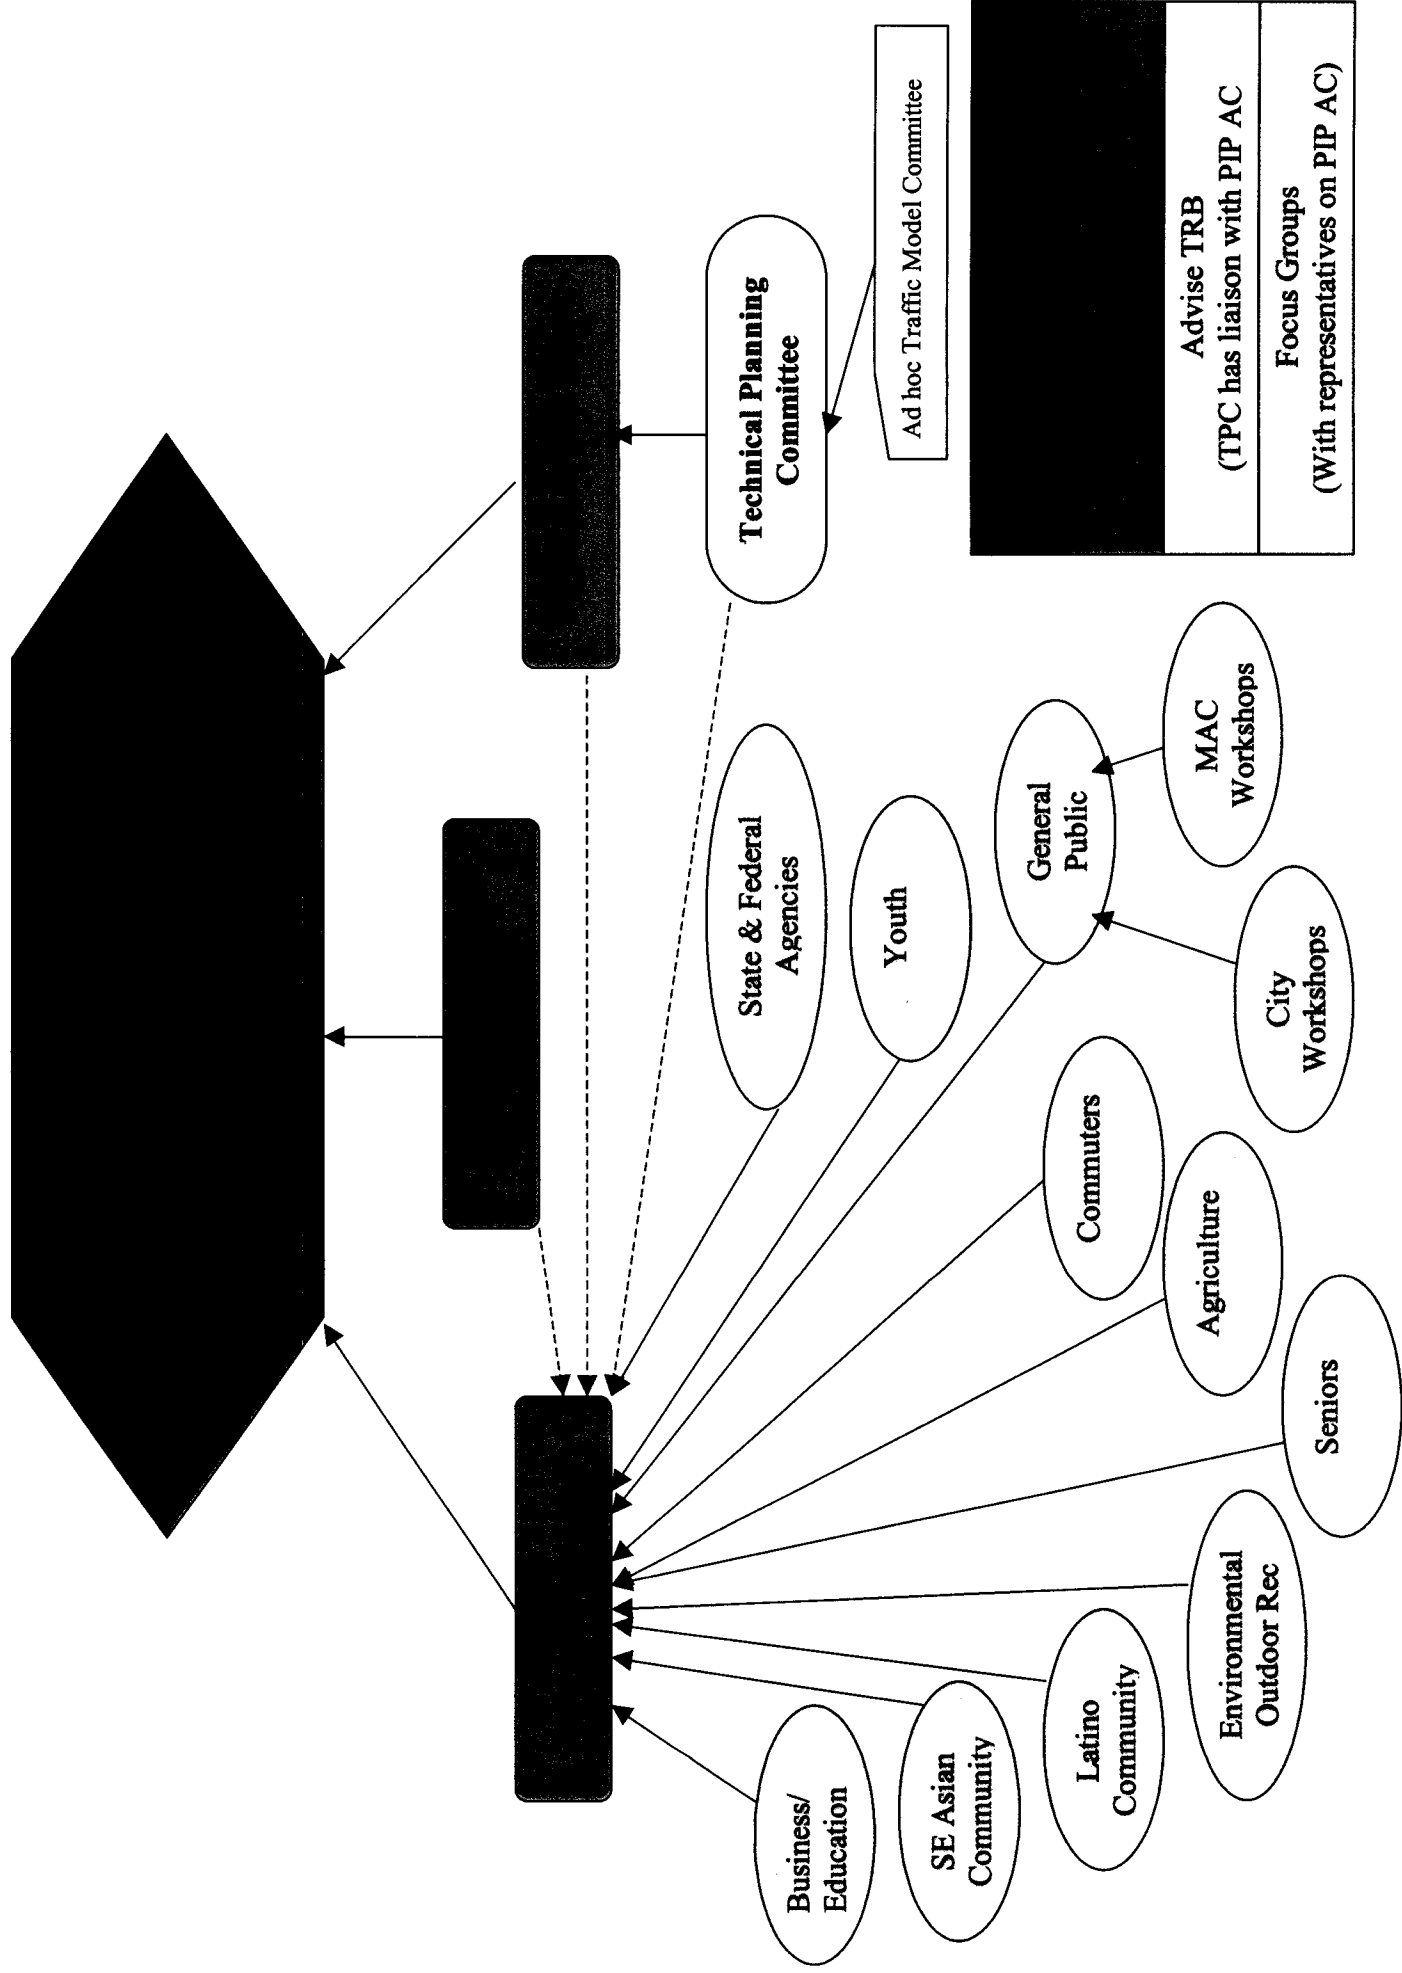 Technical Planning
Committee
Ad hoc Traffic Model Committee
State & Federal
Agencies
Youth
General
Public
MAC
Workshops
City
Workshops
Commuters
Agriculture
Seniors
Environmental
Outdoor Rec
Latino
Community
SE Asian
Community
Business/
Education
Advise TRB
(TPC has liaison with PIP AC
Focus Groups
(With representatives on PIP AC)